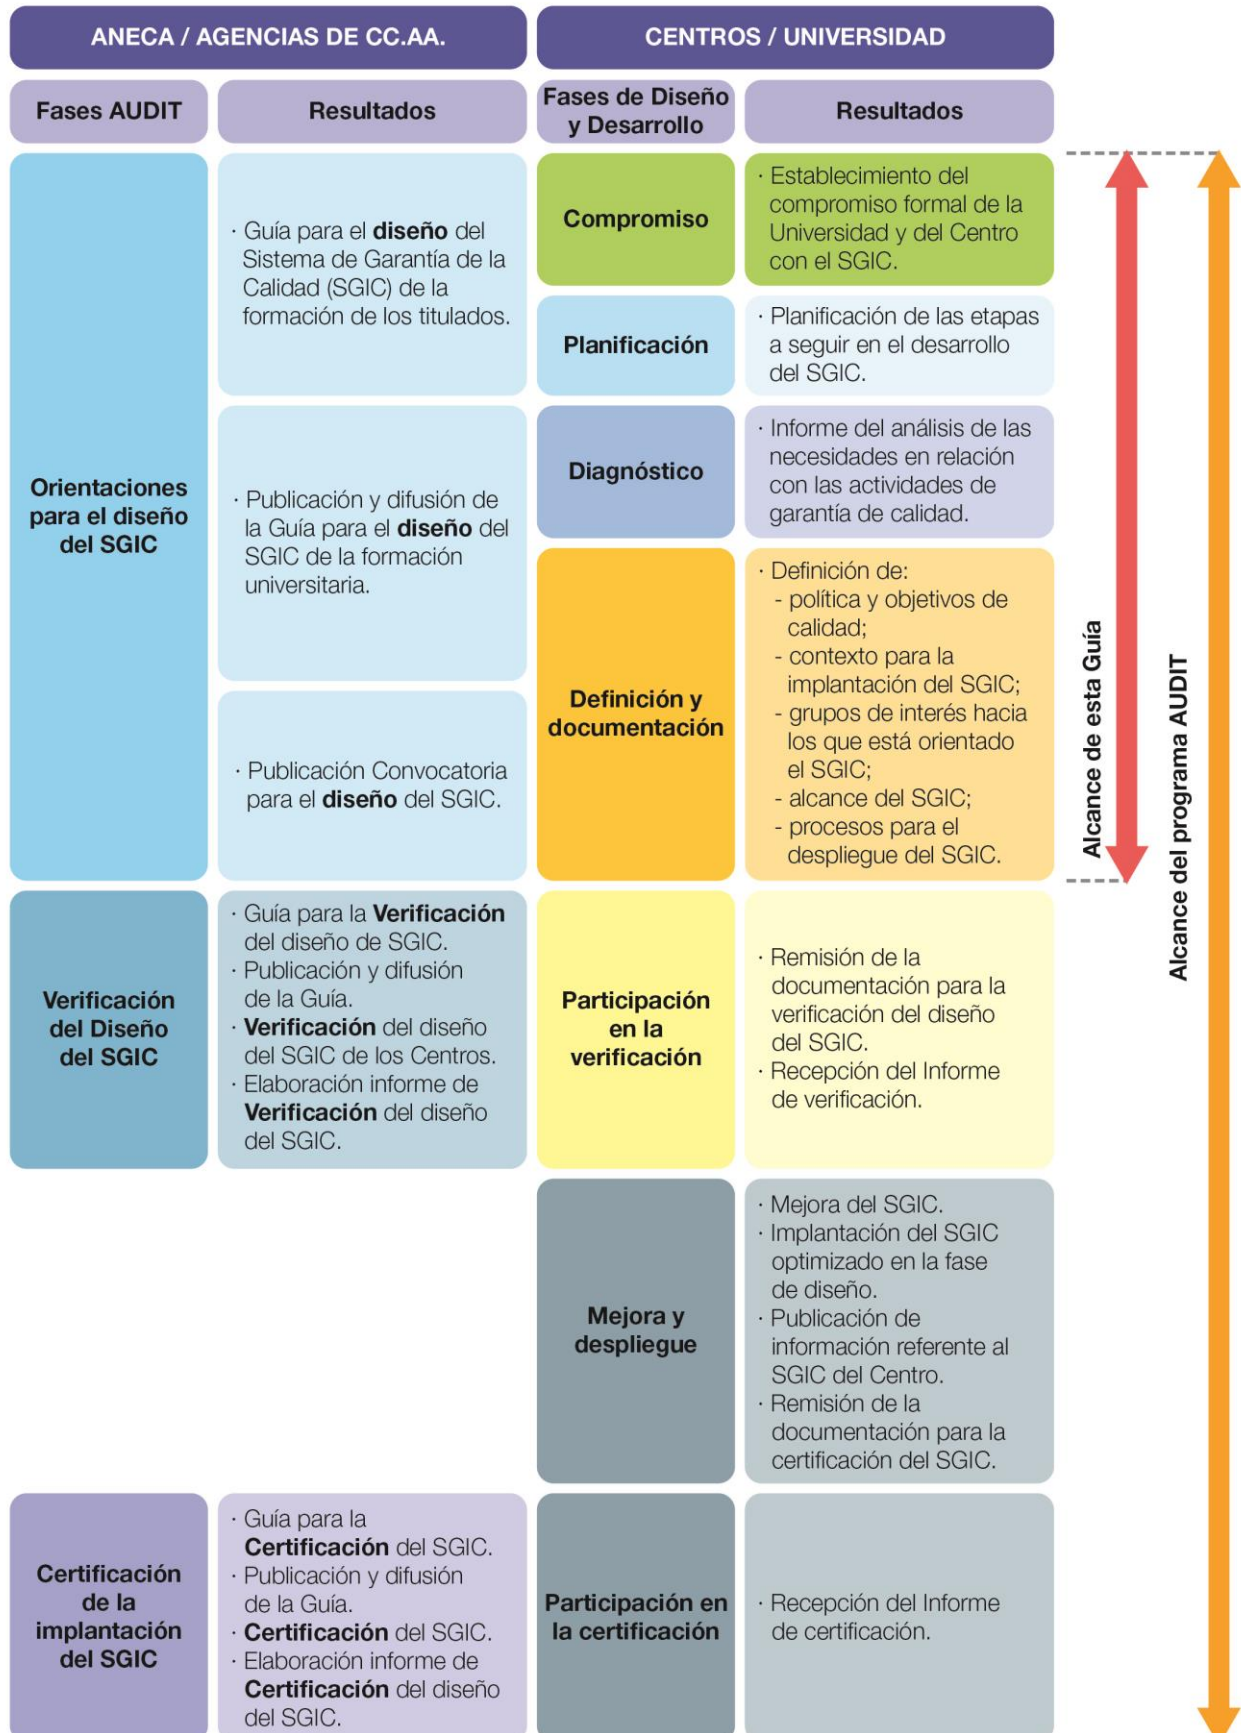 ANECA / AGENCIAS DE CC.AA.
CENTROS / UNIVERSIDAD
Fases AUDIT
Resultados
Fases de Diseño
y Desarrollo
Resultados
Orientaciones
para el diseño
del SGIC
· Guía para el diseño del
Sistema de Garantía de la
Calidad (SGIC) de la
formación de los titulados.
· Publicación y difusión de
la Guía para el diseño del
SGIC de la formación
universitaria.
· Publicación Convocatoria
para el diseño del SGIC.
Compromiso
· Establecimiento del
compromiso formal de la
Universidad y del Centro
con el SGIC.
Planificación
· Planificación de las etapas
a seguir en el desarrollo
del SGIC.
Diagnóstico
· Informe del análisis de las
necesidades en relación
con las actividades de
garantía de calidad.
Definición y
documentación
· Definición de:
- política y objetivos de
calidad;
- contexto para la
implantación del SGIC;
- grupos de interés hacia
los que está orientado
el SGIC;
- alcance del SGIC;
- procesos para el
despliegue del SGIC.
Verificación
del Diseño
del SGIC
· Guía para la Verificación
del diseño de SGIC.
· Publicación y difusión
de la Guía.
· Verificación del diseño
del SGIC de los Centros.
· Elaboración informe de
Verificación del diseño
del SGIC.
Participación
en la
verificación
· Remisión de la
documentación para la
verificación del diseño
del SGIC.
· Recepción del Informe
de verificación.
Mejora y
despliegue
· Mejora del SGIC.
· Implantación del SGIC
optimizado en la fase
de diseño.
· Publicación de
información referente al
SGIC del Centro.
· Remisión de la
documentación para la
certificación del SGIC.
Certificación
de la
implantación
del SGIC
· Guía para la
Certificación del SGIC.
· Publicación y difusión
de la Guía.
· Certificación del SGIC.
· Elaboración informe de
Certificación del diseño
del SGIC.
Participación en
la certificación
· Recepción del Informe
de certificación.
Alcance de esta Guía
Alcance del programa AUDIT